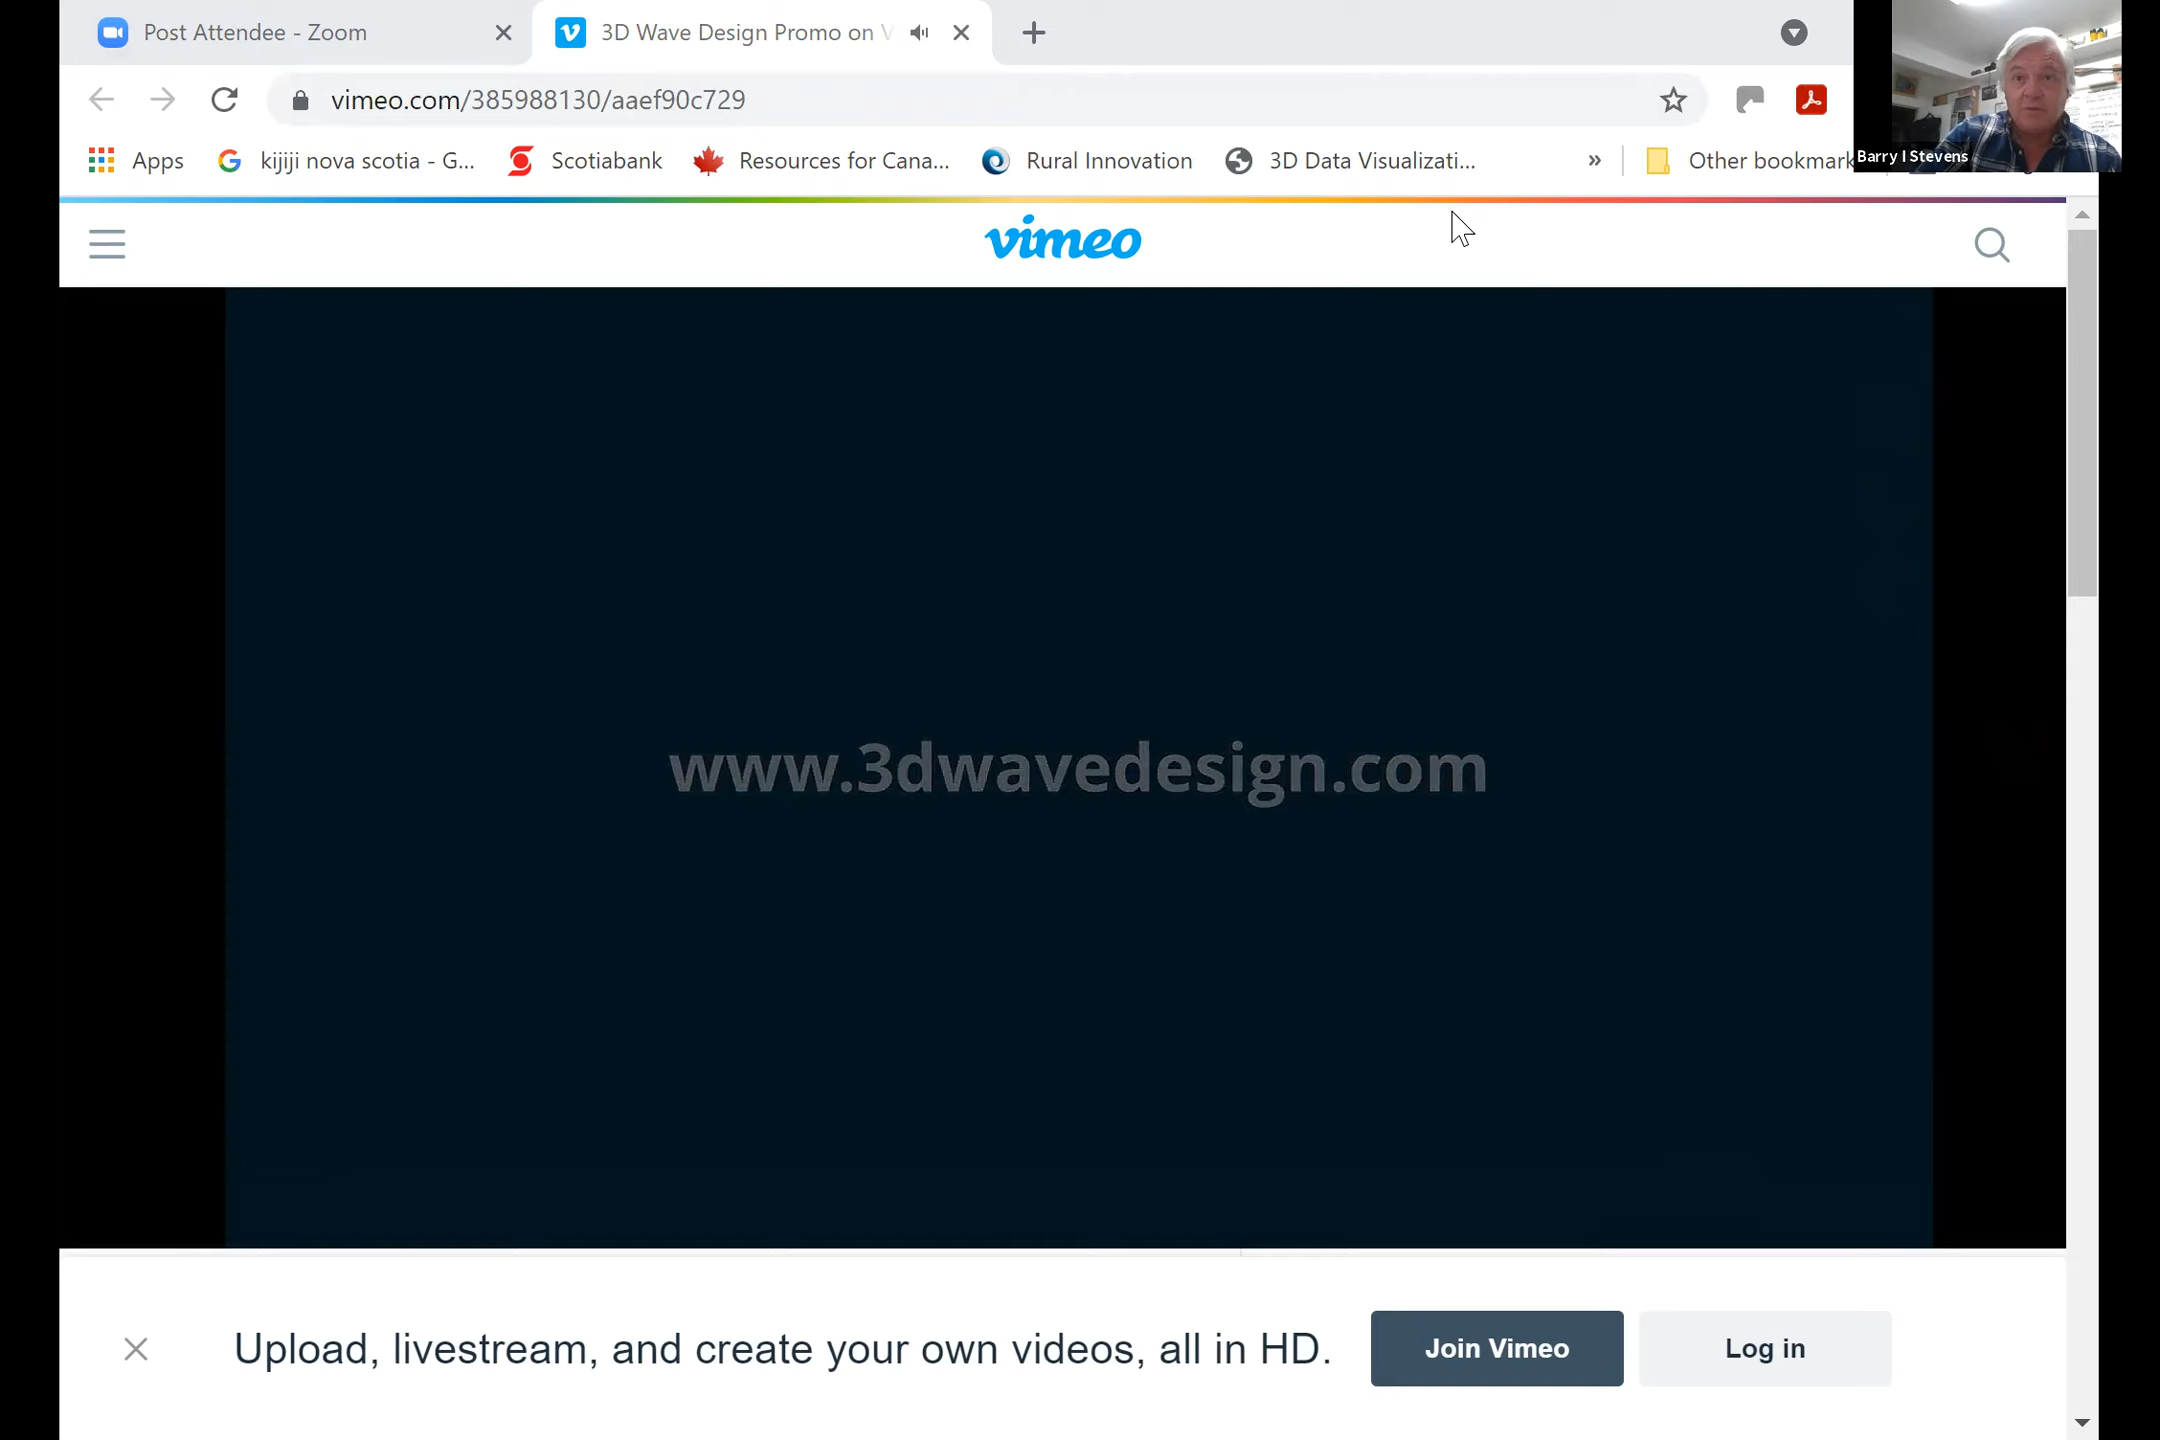 Post Attendee - Zoom
3D Wave Design Promo on V
vimeo.com/385988130/aaef90c729
Apps
kijiji nova scotia - G...
Scotiabank
Resources for Cana...
Rural Innovation
3D Data Visualizati...
»
Other bookmark
Barry I Stevens
vimeo
www.3dwavedesign.com
Upload, livestream, and create your own videos, all in HD.
Join Vimeo
Log in